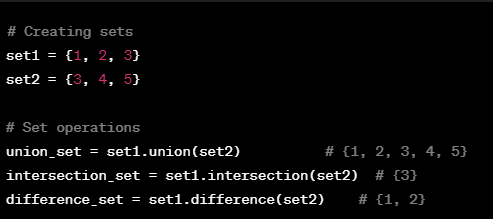 # Creating sets
set1 = {1, 2, 3}
set2 = {3, 4, 5}
# Set operations
union_set = set1.union(set2)          # {1, 2, 3, 4, 5}
intersection_set = set1.intersection(set2)  # {3}
difference_set = set1.difference(set2)    # {1, 2}